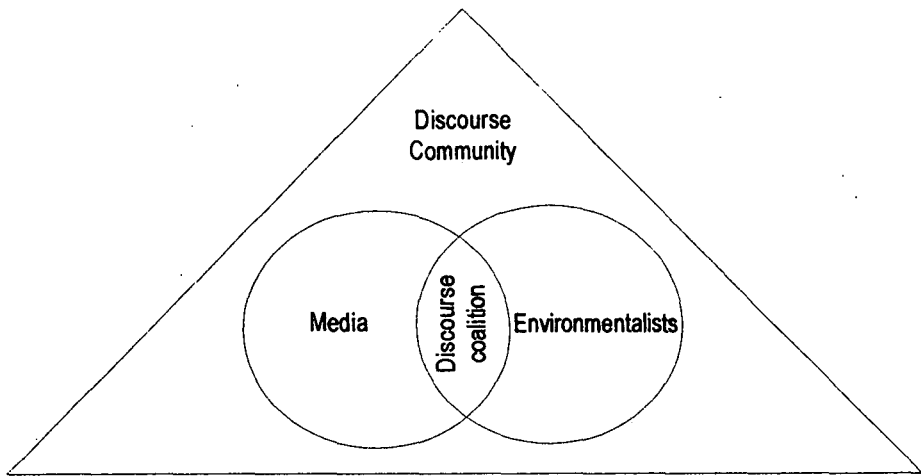 Discourse
Community
Media
Discourse
coalition
Environmentalists